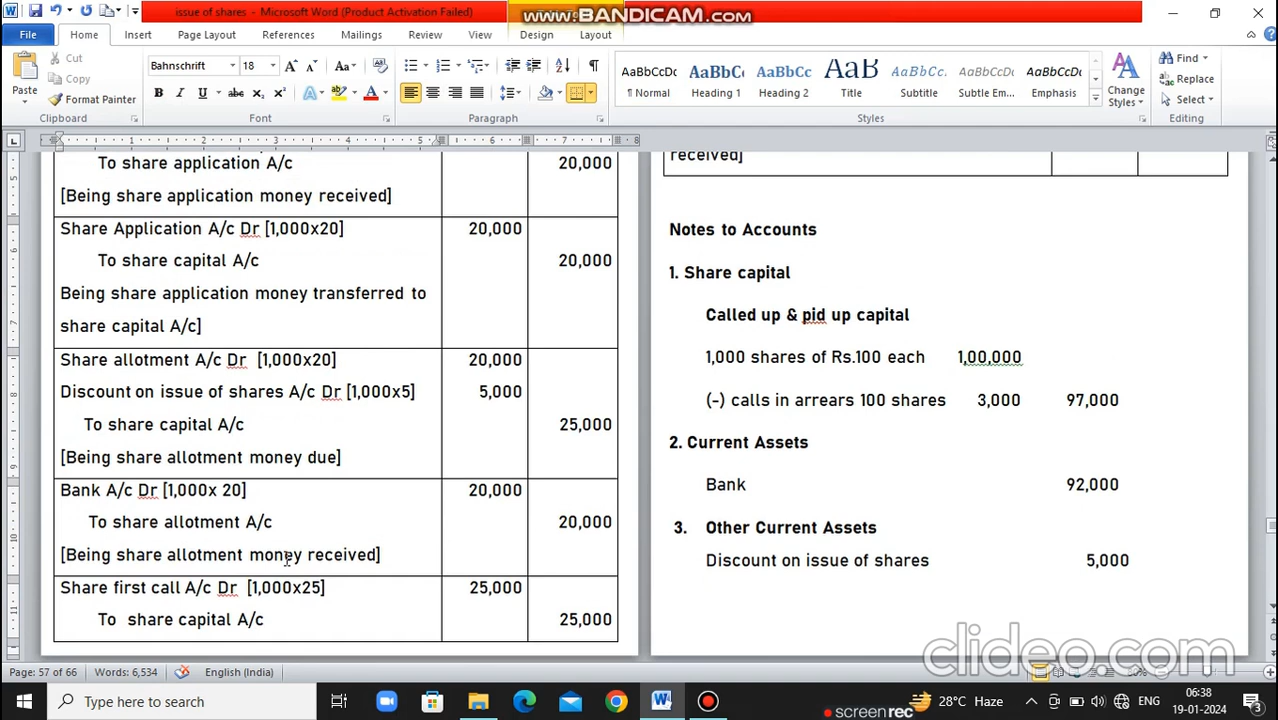 issue of shares - Microsoft Word (Product Activation Failed)
www.BANDICAM.com
File Home Insert Page Layout References Mailings Review View Design Layout
Paste
Cut
Copy
Format Painter
Clipboard
Bahnschrift 18
Font
Paragraph
AaBbCcDc AaBbCc AaBbCc AaB AaBbCc. AaBbCcDc AaBbCcDc
¶ Normal Heading 1 Heading 2 Title Subtitle Subtle Em... Emphasis
Change Styles
Styles
Find
Replace
Select
Editing
To share application A/c 20,000
[Being share application money received]
Share Application A/c Dr [1,000x20] 20,000
To share capital A/c 20,000
Being share application money transferred to
share capital A/c]
Share allotment A/c Dr [1,000x20] 20,000
Discount on issue of shares A/c Dr [1,000x5] 5,000
To share capital A/c 25,000
[Being share allotment money due]
Bank A/c Dr [1,000x 20] 20,000
To share allotment A/c 20,000
[Being share allotment money received]
Share first call A/c Dr [1,000x25] 25,000
To share capital A/c 25,000
received]
Notes to Accounts
1. Share capital
Called up & pid up capital
1,000 shares of Rs.100 each 1,00,000
(-) calls in arrears 100 shares 3,000 97,000
2. Current Assets
Bank 92,000
3. Other Current Assets
Discount on issue of shares 5,000
clideo.com
Page: 57 of 66 Words: 6,534 English (India)
Type here to search
screen rec
28°C Haze
ENG
06:38
19-01-2024